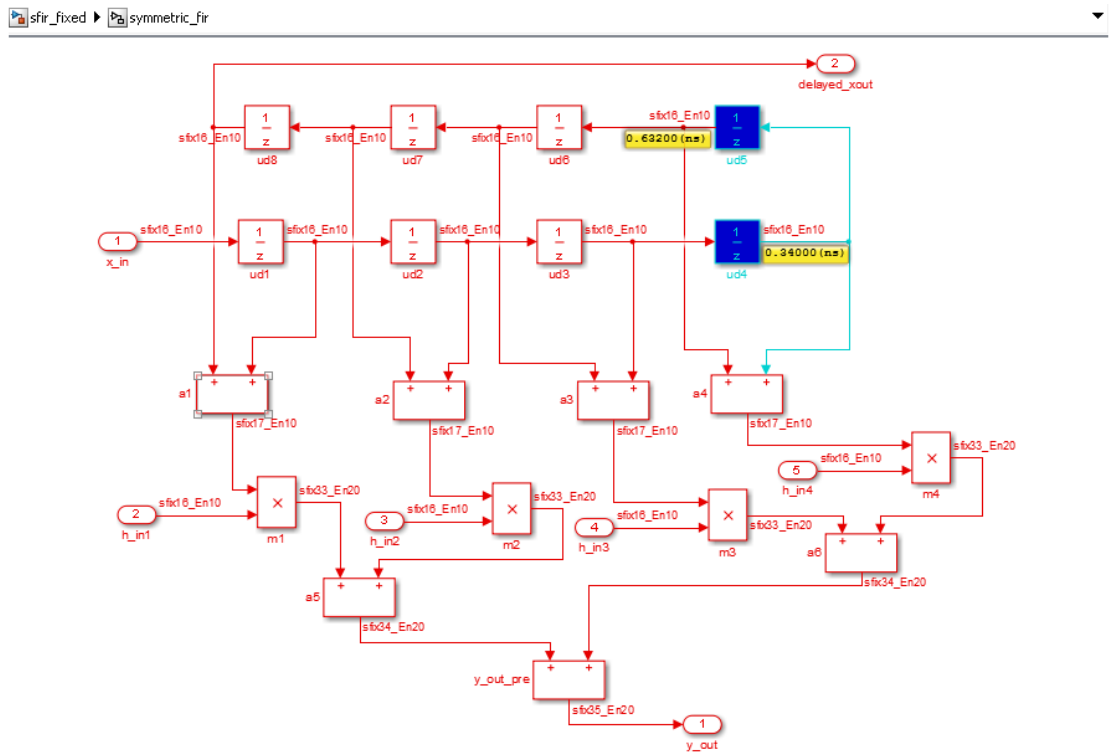 sfir_fixed symmetric_fir
2
delayed_xout
sfix16_En10 1 z ud8
sfix16_En10 1 z ud7
sfix16_En10 1 z ud6
sfix16_En10 0.63200(ns) 1 z ud5
1 x_in sfix16_En10
1 z ud1 sfix16_En10
1 z ud2 sfix16_En10
1 z ud3 sfix16_En10
1 z ud4 sfix16_En10
0.34000(ns)
a1 + + sfix17_En10
a2 + + sfix17_En10
a3 + + sfix17_En10
a4 + + sfix17_En10
5 h_in4 sfix16_En10
× m4 sfix33_En20
2 h_in1 sfix16_En10
× m1 sfix33_En20
3 h_in2 sfix16_En10
× m2 sfix33_En20
4 h_in3 sfix16_En10
× m3 sfix33_En20
a6 + + sfix34_En20
a5 + + sfix34_En20
y_out_pre + + sfix35_En20
1
y_out